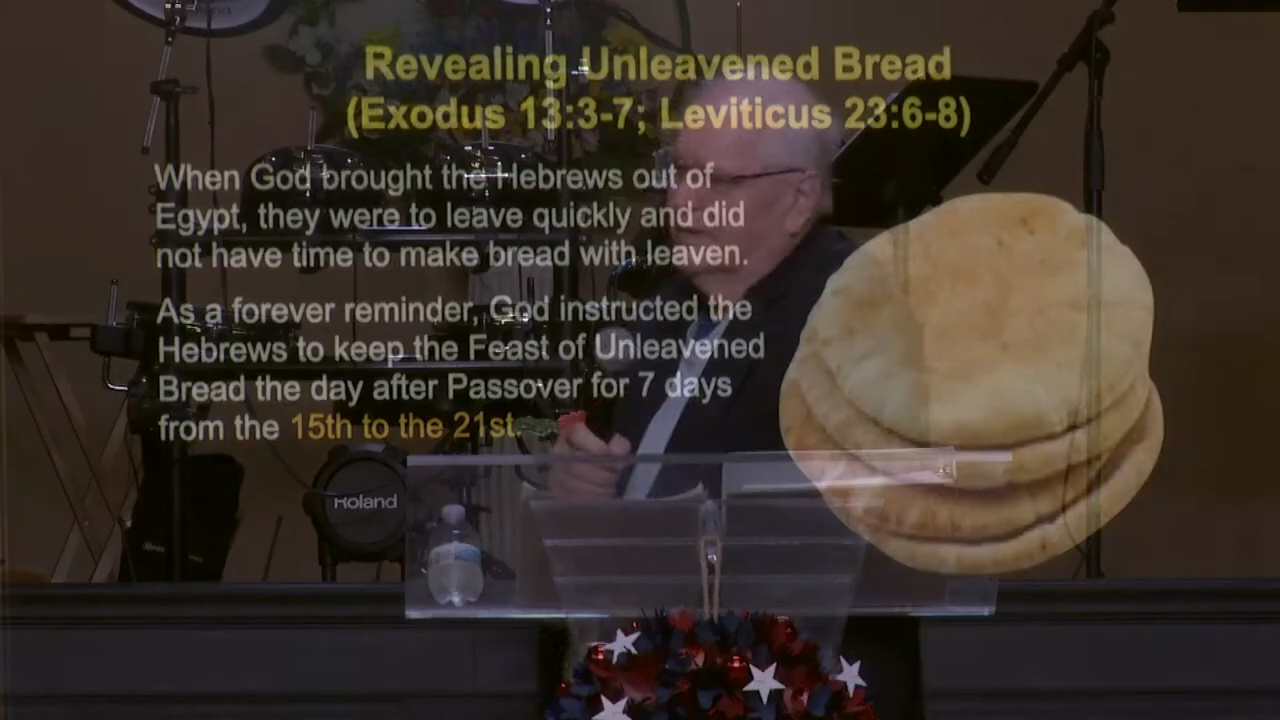 Revealing Unleavened Bread
(Exodus 13:3-7; Leviticus 23:6-8)
When God brought the Hebrews out of
Egypt, they were to leave quickly and did
not have time to make bread with leaven.
As a forever reminder, God instructed the
Hebrews to keep the Feast of Unleavened
Bread the day after Passover for 7 days
from the 15th to the 21st.
Roland